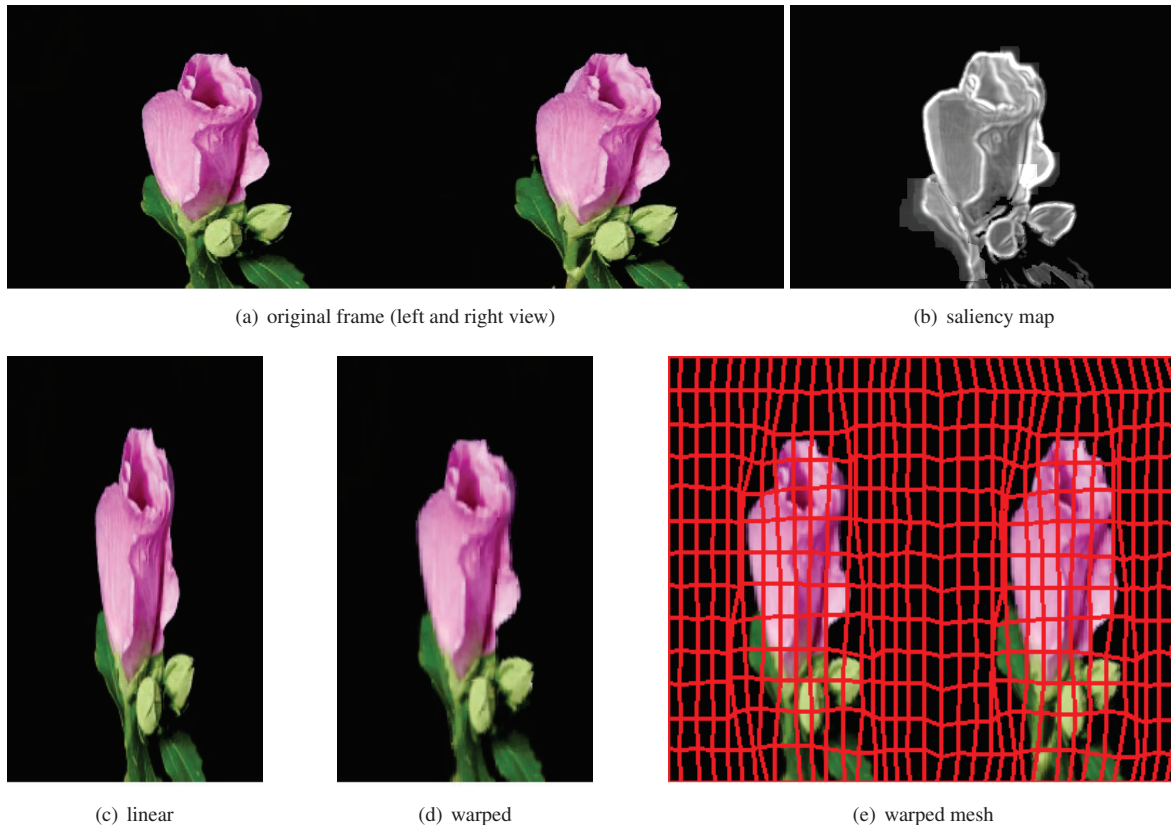 (a) original frame (left and right view)
(b) saliency map
(c) linear
(d) warped
(e) warped mesh